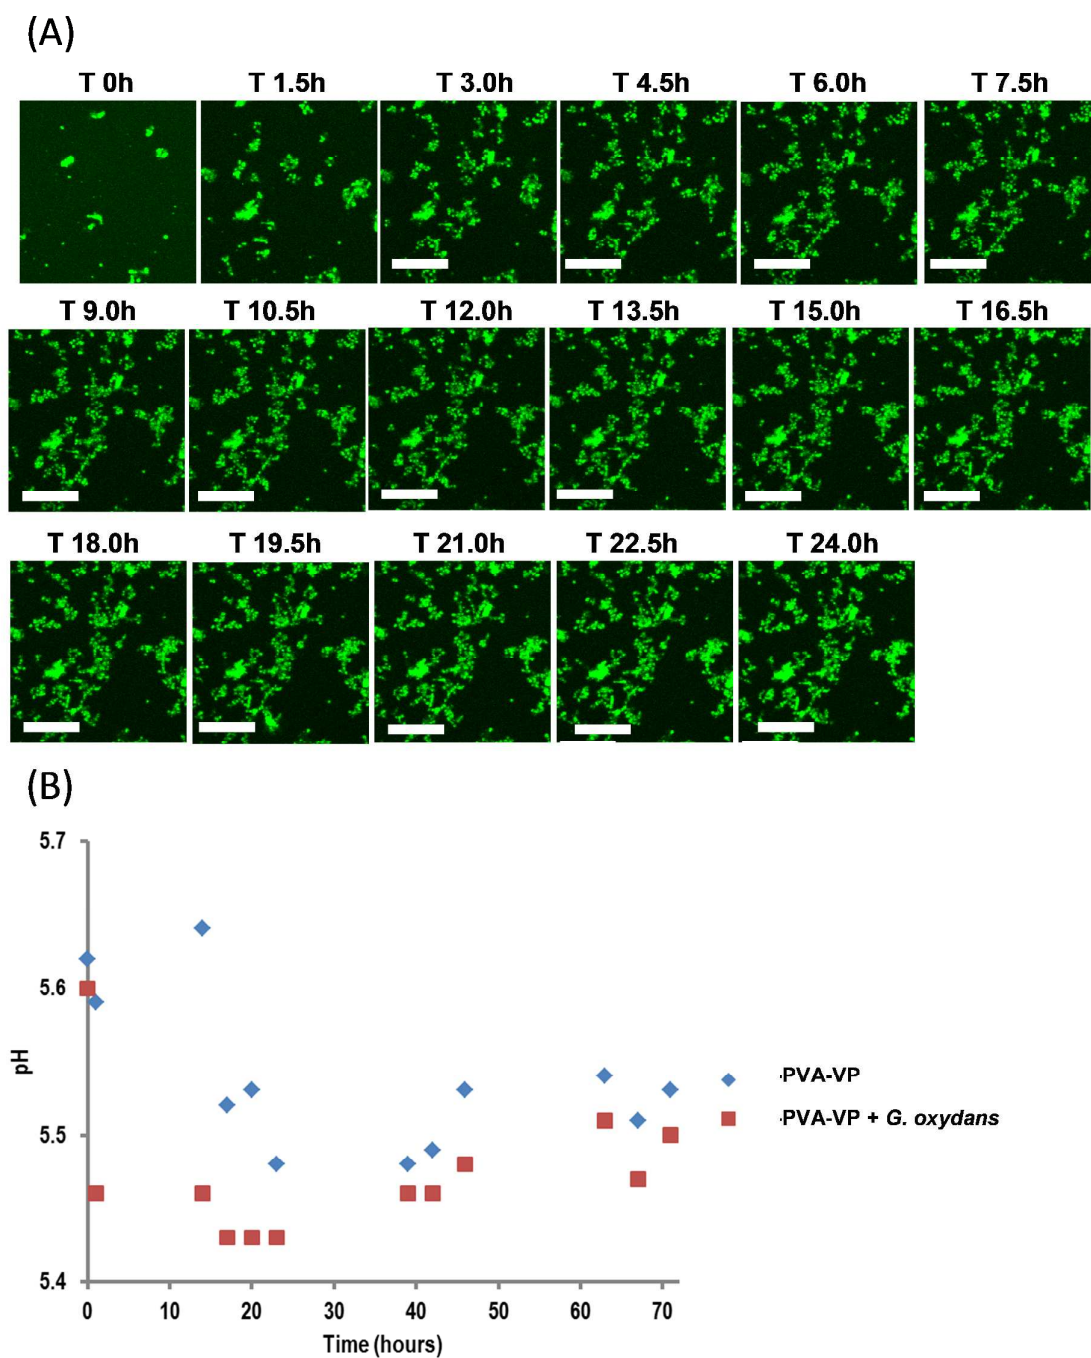 (A)
T 0h T 1.5h T 3.0h T 4.5h T 6.0h T 7.5h
T 9.0h T 10.5h T 12.0h T 13.5h T 15.0h T 16.5h
T 18.0h T 19.5h T 21.0h T 22.5h T 24.0h
(B)
5.7
5.6
5.5
5.4
pH
0 10 20 30 40 50 60 70
Time (hours)
-PVA-VP
-PVA-VP + G. oxydans